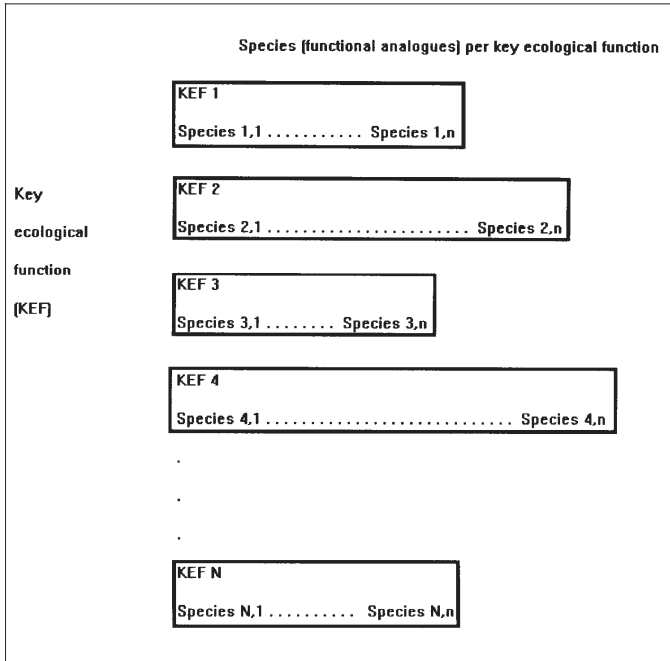 Species (functional analogues) per key ecological function
KEF 1
Species 1,1 . . . . . . . . . . . Species 1,n
Key
ecological
function
(KEF)
KEF 2
Species 2,1 . . . . . . . . . . . . . . . . . . . . . . . Species 2,n
KEF 3
Species 3,1 . . . . . . . . Species 3,n
KEF 4
Species 4,1 . . . . . . . . . . . . . . . . . . . . . . . . . . . . Species 4,n
.
.
.
KEF N
Species N,1 . . . . . . . . . . Species N,n